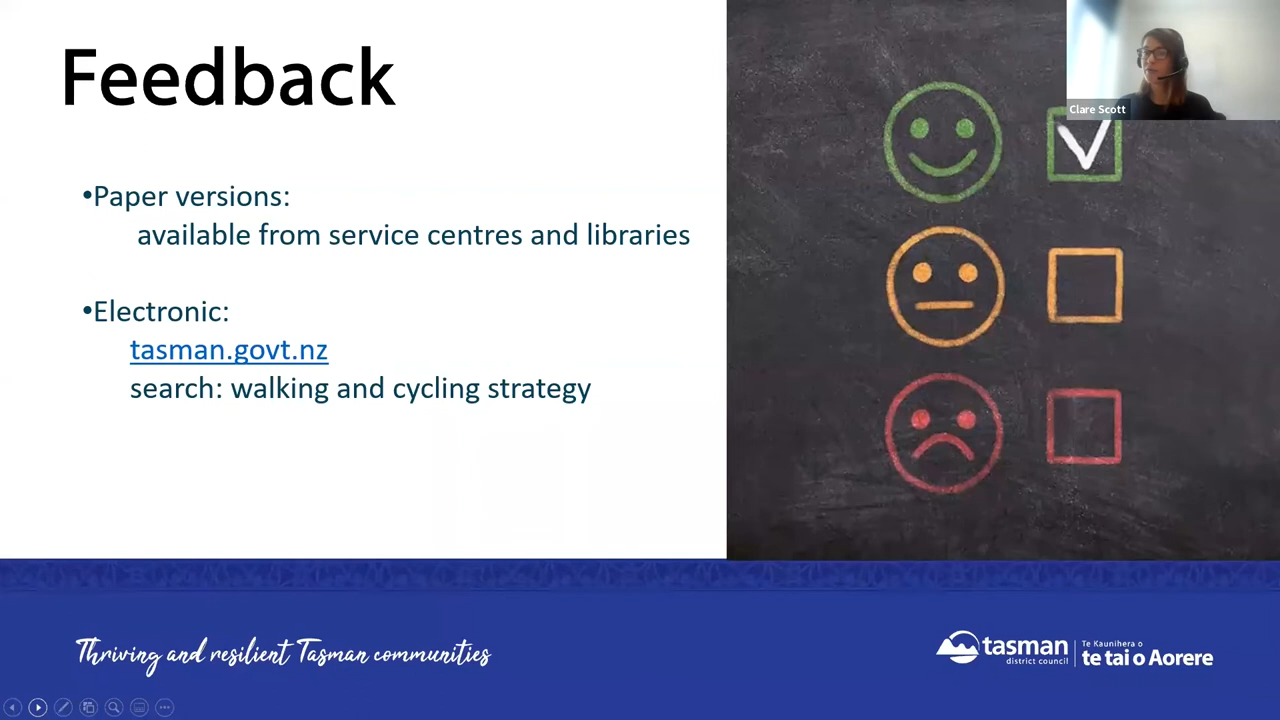 Feedback
Clare Scott
•Paper versions:
available from service centres and libraries
•Electronic:
tasman.govt.nz
search: walking and cycling strategy
Thriving and resilient Tasman communities
tasman
district council
Te Kaunihera o
te tai o Aorere